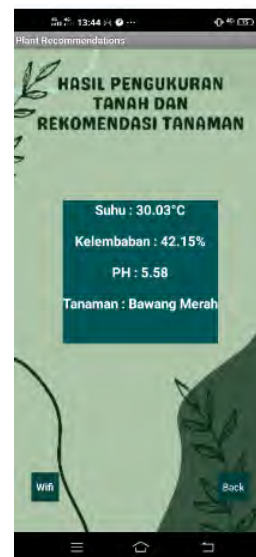 13:44
Plant Recommendations
HASIL PENGUKURAN
TANAH DAN
REKOMENDASI TANAMAN
Suhu : 30.03°C
Kelembaban : 42.15%
PH : 5.58
Tanaman : Bawang Merah
Wifi
Back